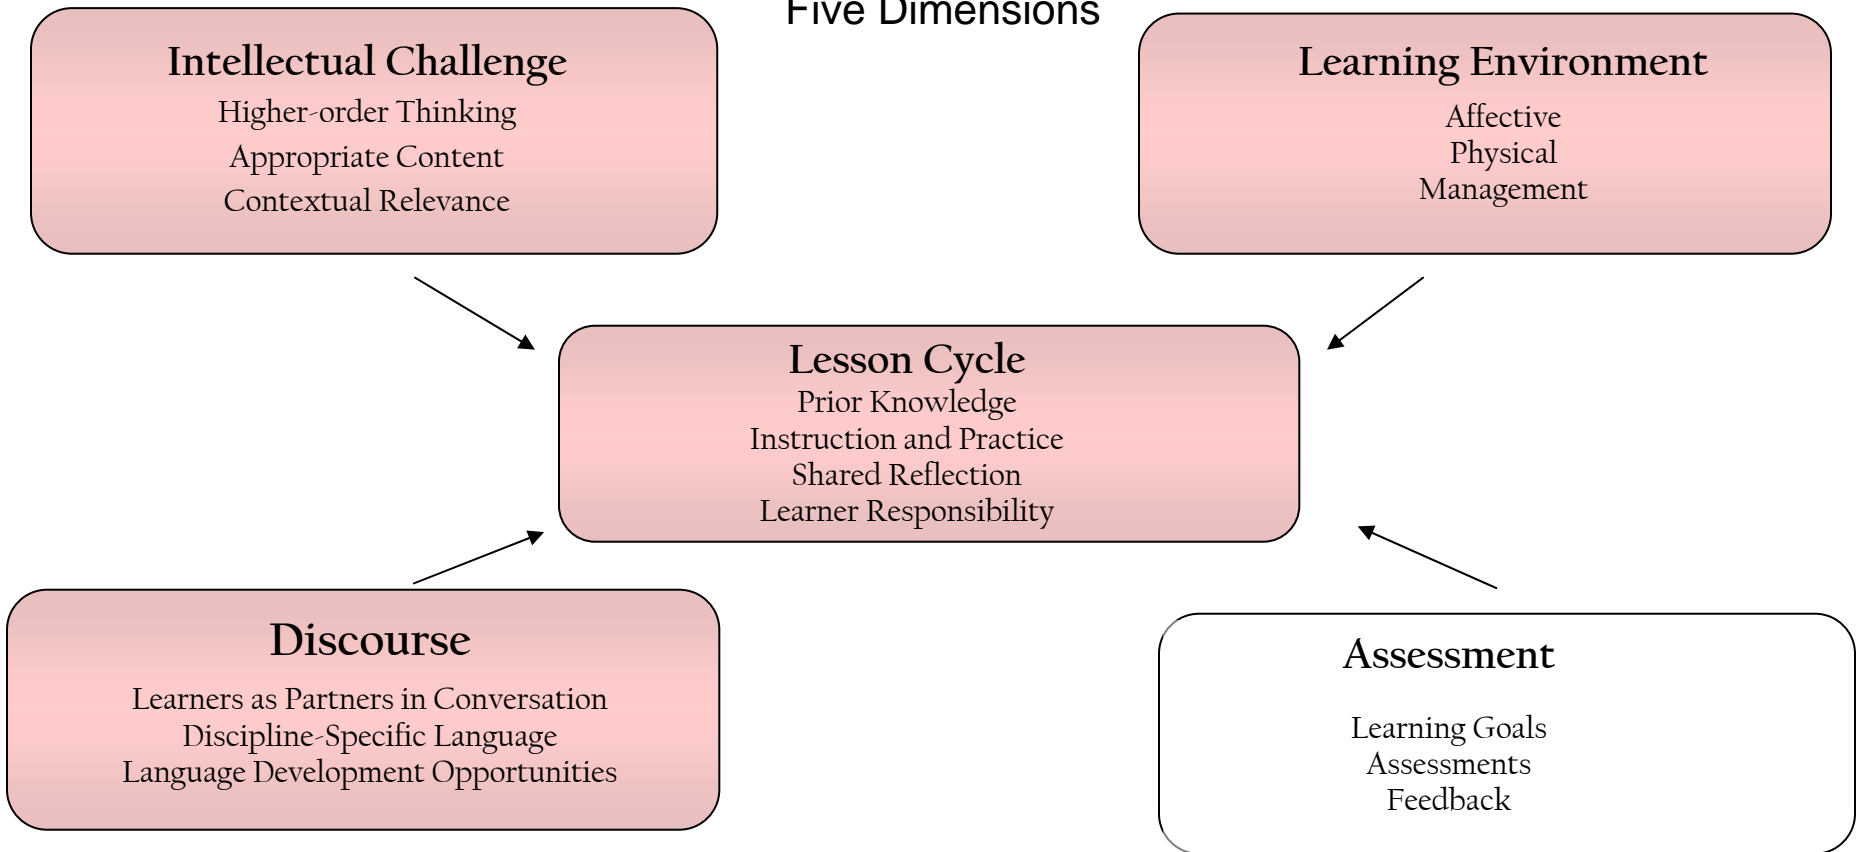 Five Dimensions
Intellectual Challenge
Higher-order Thinking
Appropriate Content
Contextual Relevance
Learning Environment
Affective
Physical
Management
Lesson Cycle
Prior Knowledge
Instruction and Practice
Shared Reflection
Learner Responsibility
Discourse
Learners as Partners in Conversation
Discipline-Specific Language
Language Development Opportunities
Assessment
Learning Goals
Assessments
Feedback